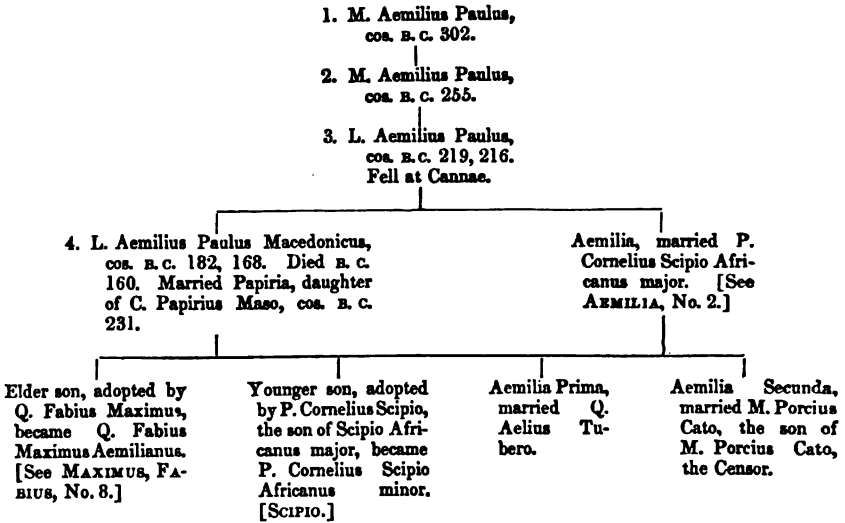 1. M. Aemilius Paulus,
cos. B. C. 302.
2. M. Aemilius Paulus,
cos. B. C. 255.
3. L. Aemilius Paulus,
cos. B. C. 219, 216.
Fell at Cannae.
4. L. Aemilius Paulus Macedonicus,
cos. B. C. 182, 168. Died B. C.
160. Married Papiria, daughter
of C. Papirius Maso, cos. B. C.
231.
Aemilia, married P.
Cornelius Scipio Afri-
canus major. [See
AEMILIA, No. 2.]
Elder son, adopted by
Q. Fabius Maximus,
became Q. Fabius
Maximus Aemilianus.
[See MAXIMUS, FA-
BIUS, No. 8.]
Younger son, adopted
by P. Cornelius Scipio,
the son of Scipio Afri-
canus major, became
P. Cornelius Scipio
Africanus minor.
[SCIPIO.]
Aemilia Prima,
married Q.
Aelius Tu-
bero.
Aemilia Secunda,
married M. Porcius
Cato, the son of
M. Porcius Cato,
the Censor.